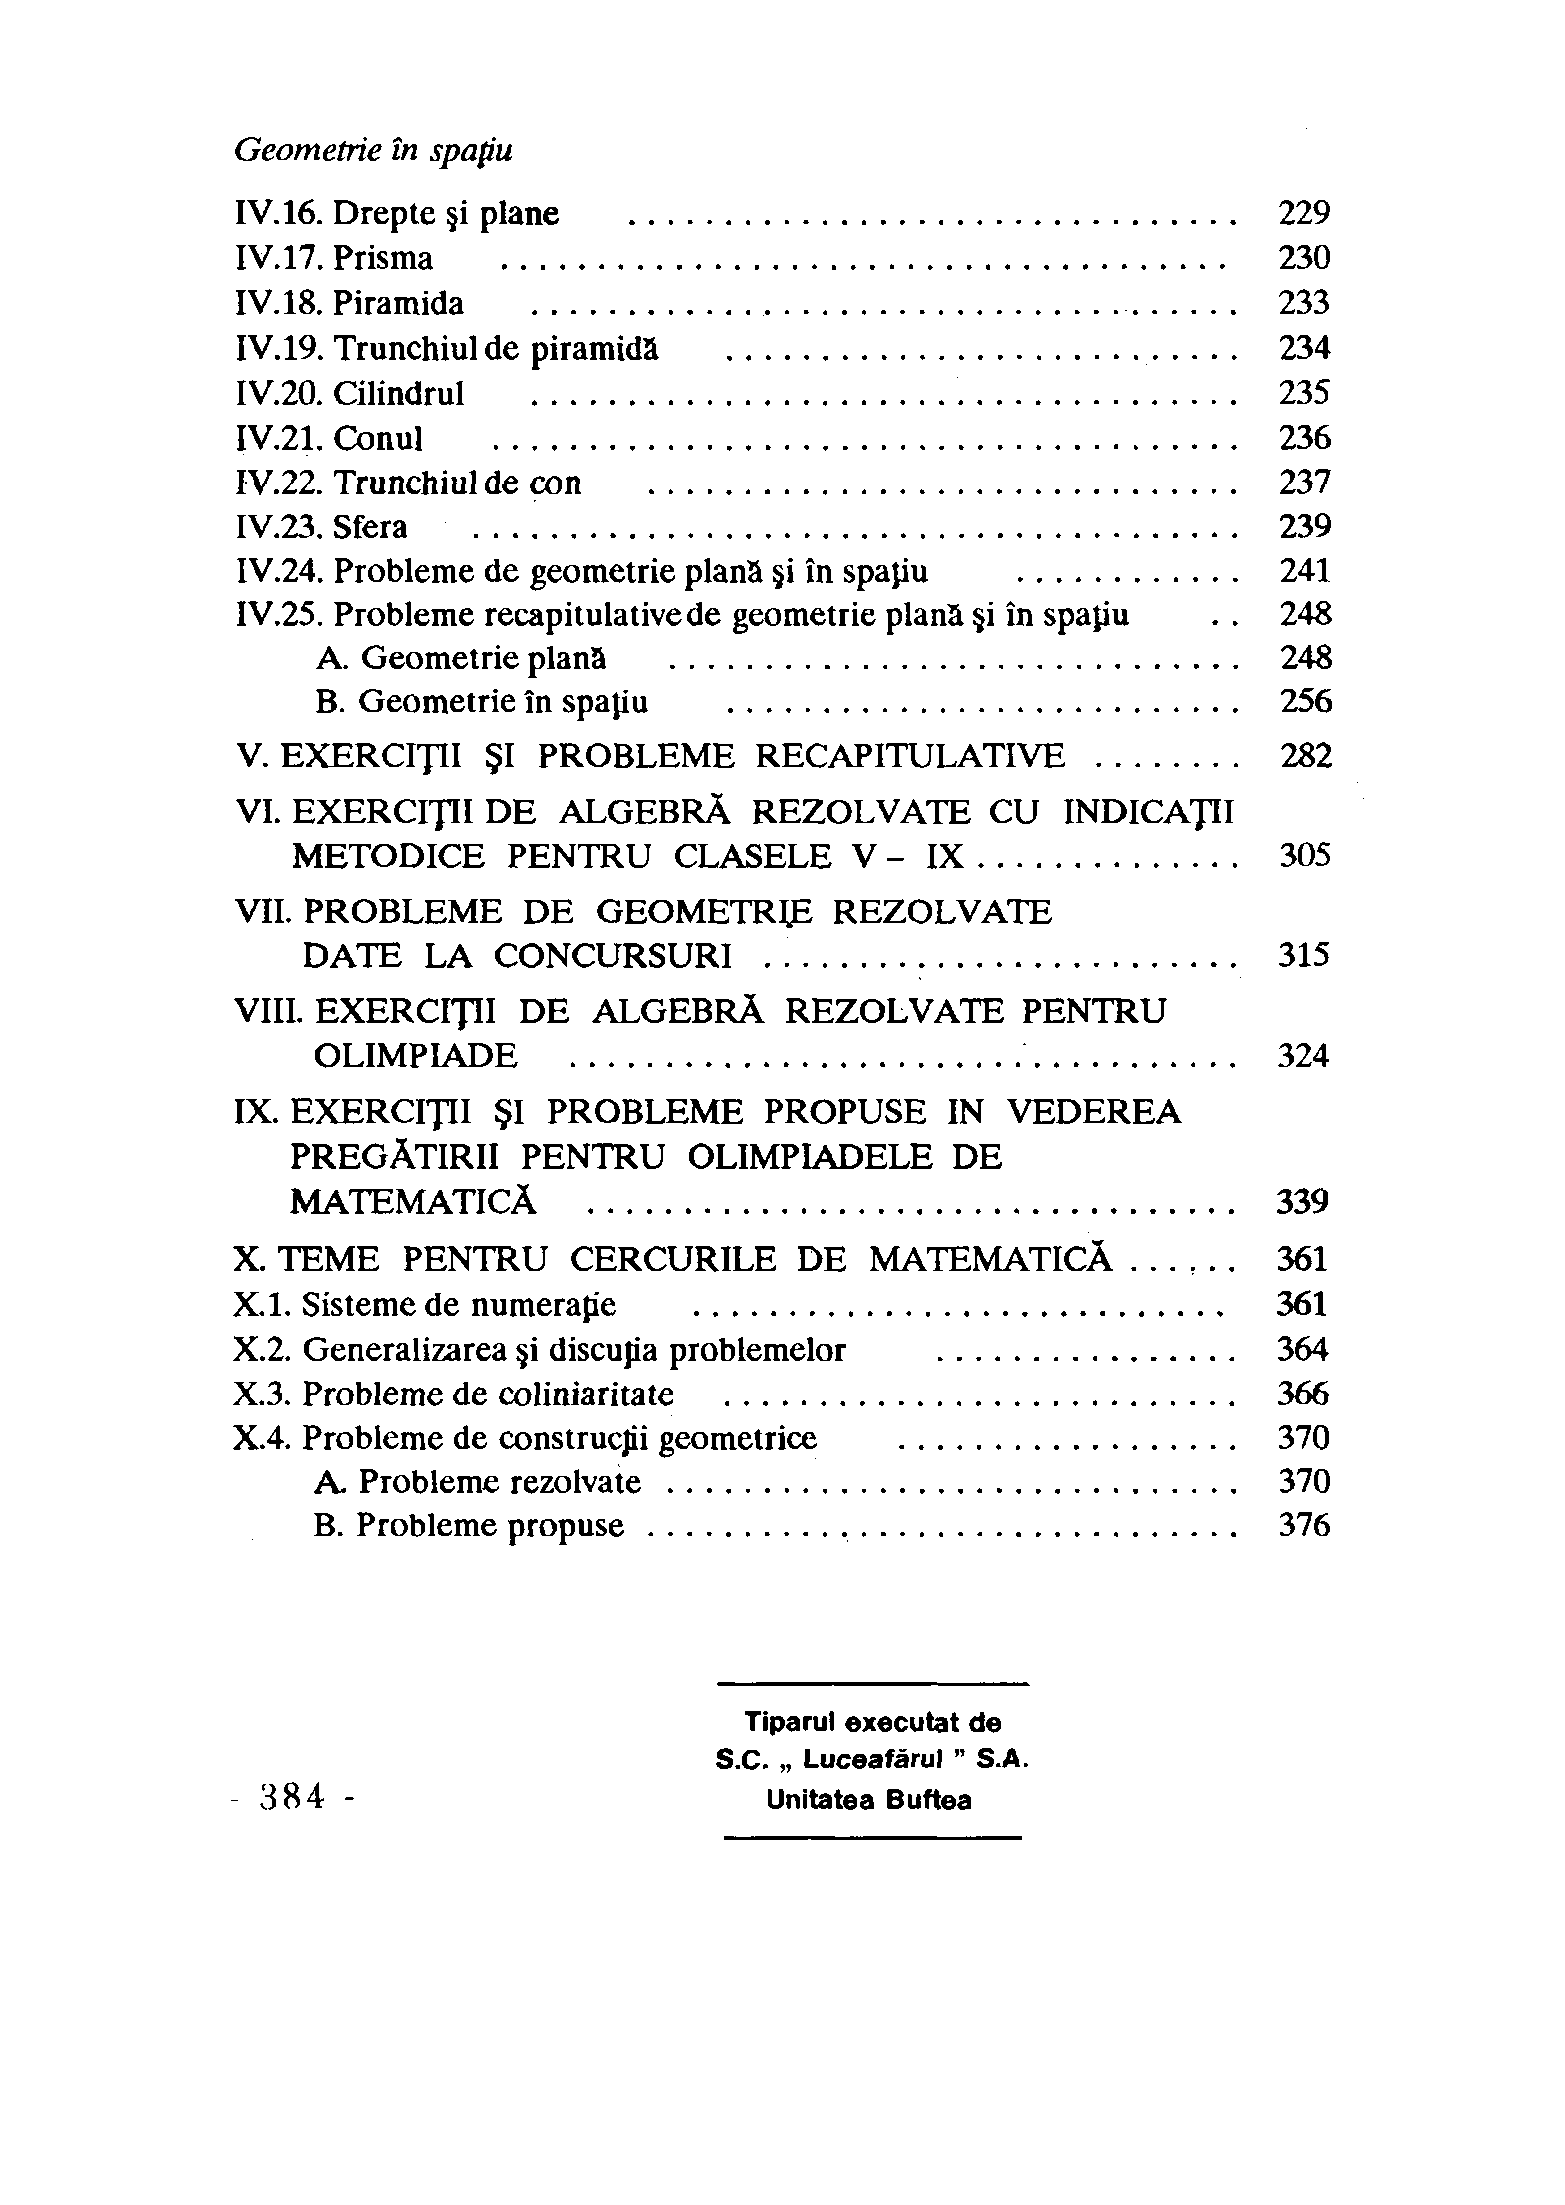 Geometrie în spaţiu
IV.16. Drepte şi plane ................................ 229
IV.17. Prisma ...................................... 230
IV.18. Piramida ..................................... 233
IV.19. Trunchiul de piramidă ........................... 234
IV.20. Cilindrul ..................................... 235
IV.21. Conul ....................................... 236
IV.22. Trunchiul de con ............................... 237
IV.23. Sfera ........................................ 239
IV.24. Probleme de geometrie plană şi în spaţiu ............ 241
IV.25. Probleme recapitulative de geometrie plană şi în spaţiu .. 248
A. Geometrie plană .............................. 248
B. Geometrie în spaţiu ........................... 256
V. EXERCIŢII ŞI PROBLEME RECAPITULATIVE ........ 282
VI. EXERCIŢII DE ALGEBRĂ REZOLVATE CU INDICAŢII
METODICE PENTRU CLASELE V – IX .............. 305
VII. PROBLEME DE GEOMETRIE REZOLVATE
DATE LA CONCURSURI ......................... 315
VIII. EXERCIŢII DE ALGEBRĂ REZOLVATE PENTRU
OLIMPIADE ................................... 324
IX. EXERCIŢII ŞI PROBLEME PROPUSE IN VEDEREA
PREGĂTIRII PENTRU OLIMPIADELE DE
MATEMATICĂ .................................. 339
X. TEME PENTRU CERCURILE DE MATEMATICĂ ...... 361
X.1. Sisteme de numeraţie ............................ 361
X.2. Generalizarea şi discuţia problemelor ................ 364
X.3. Probleme de coliniaritate ........................... 366
X.4. Probleme de construcţii geometrice .................. 370
A. Probleme rezolvate .............................. 370
B. Probleme propuse ............................... 376
Tiparul executat de
S.C. „ Luceafărul ” S.A.
Unitatea Buftea
- 384 -